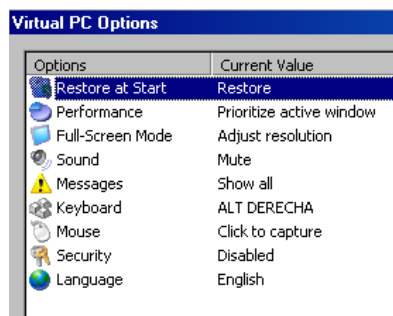 Virtual PC Options
Options Current Value
Restore at Start Restore
Performance Prioritize active window
Full-Screen Mode Adjust resolution
Sound Mute
Messages Show all
Keyboard ALT DERECHA
Mouse Click to capture
Security Disabled
Language English